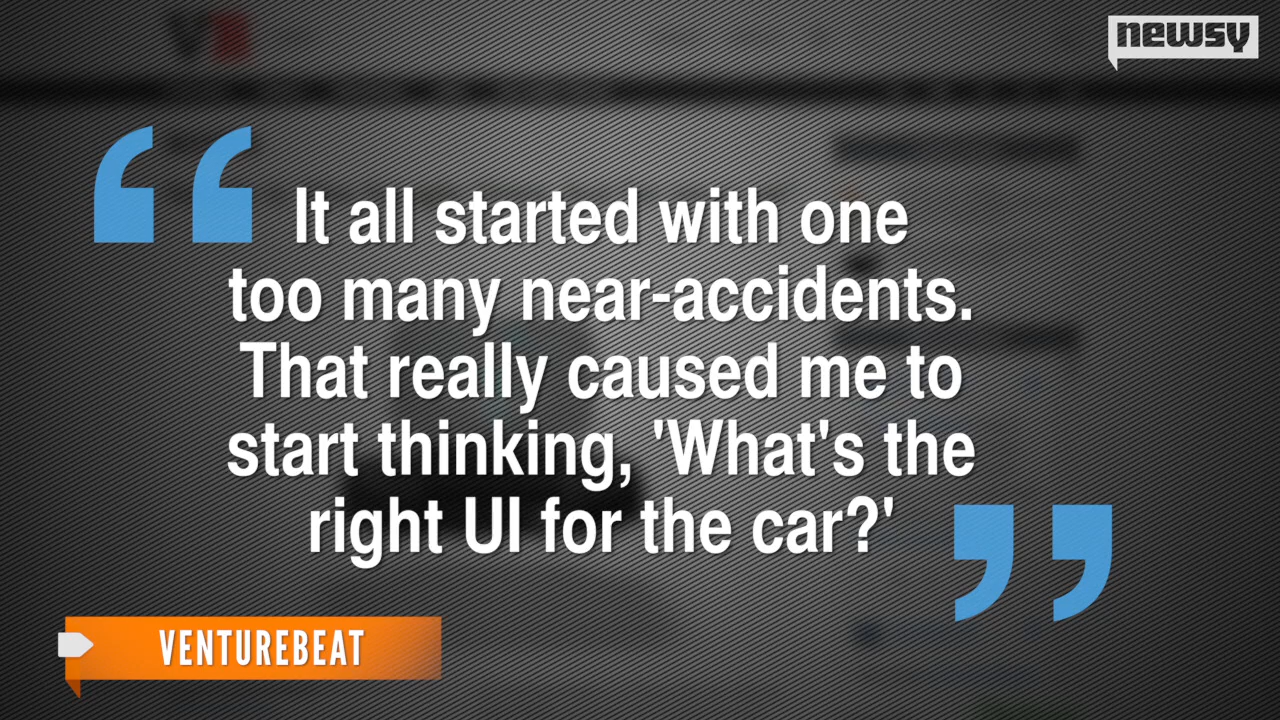 newsy
“ It all started with one
too many near-accidents.
That really caused me to
start thinking, 'What's the
right UI for the car?' ”
VENTUREBEAT